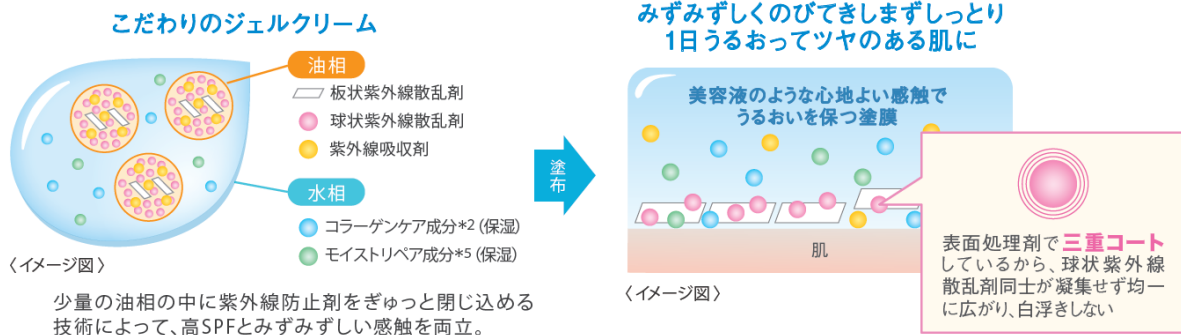 こだわりのジェルクリーム
油相
板状紫外線散乱剤
球状紫外線散乱剤
紫外線吸収剤
水相
コラーゲンケア成分*2(保湿)
モイストリペア成分*5(保湿)
〈イメージ図〉
少量の油相の中に紫外線防止剤をぎゅっと閉じ込める
技術によって、高SPFとみずみずしい感触を両立。
塗布
みずみずしくのびてきしまずしっとり
1日うるおってツヤのある肌に
美容液のような心地よい感触で
うるおいを保つ塗膜
肌
〈イメージ図〉
表面処理剤で三重コート
しているから、球状紫外線
散乱剤同士が凝集せず均一
に広がり、白浮きしない